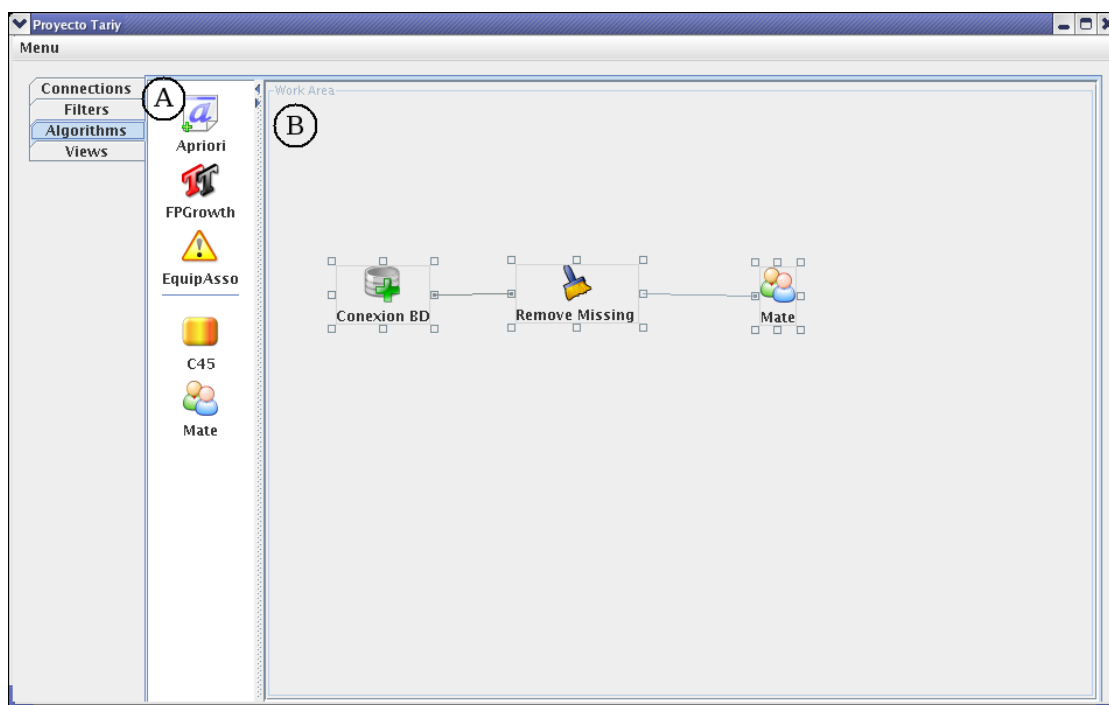 Proyecto Tariy
Menu
Connections
Filters
Algorithms
Views
A
Apriori
FPGrowth
EquipAsso
C45
Mate
Work Area
B
Conexion BD
Remove Missing
Mate